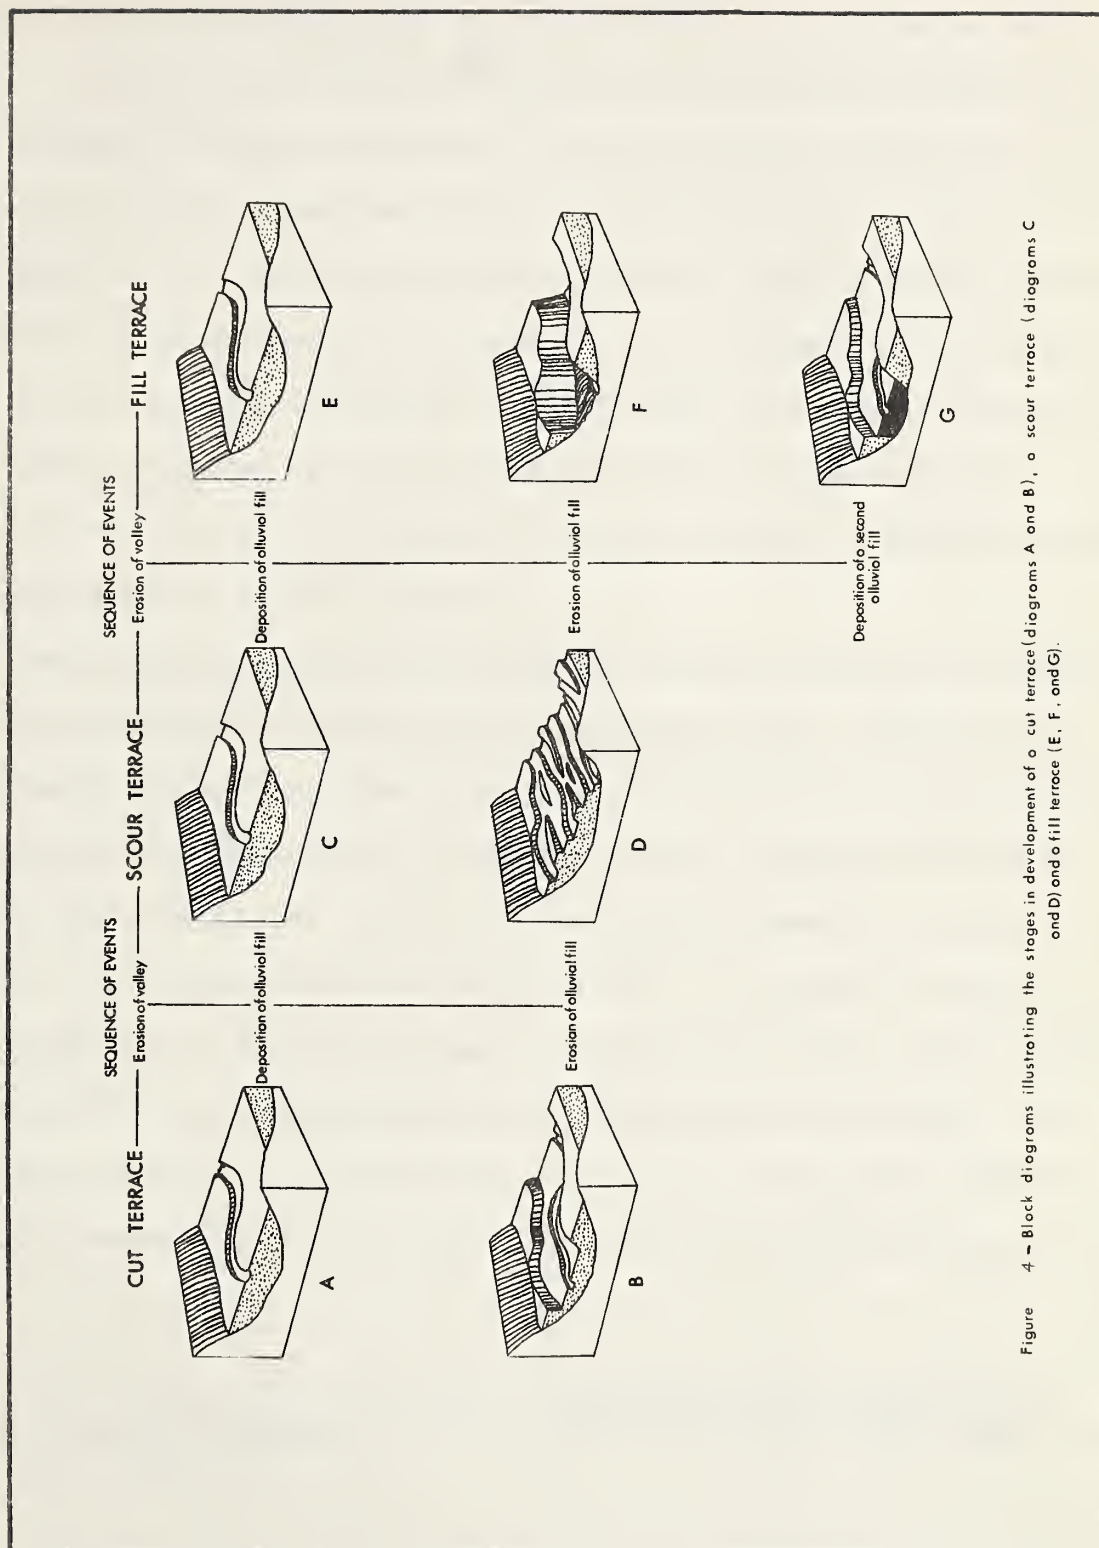 SEQUENCE OF EVENTS SEQUENCE OF EVENTS
CUT TERRACE Erosion of valley SCOUR TERRACE Erosion of valley FILL TERRACE
Deposition of alluvial fill Deposition of alluvial fill
A C E
Erosian of alluvial fill Erosion of alluvial fill
B D F
Deposition of a second
alluvial fill
G
Figure 4 – Block diagrams illustrating the stages in development of a cut terrace (diagrams A and B), a scour terrace (diagrams C
and D) and a fill terrace (E, F, and G).